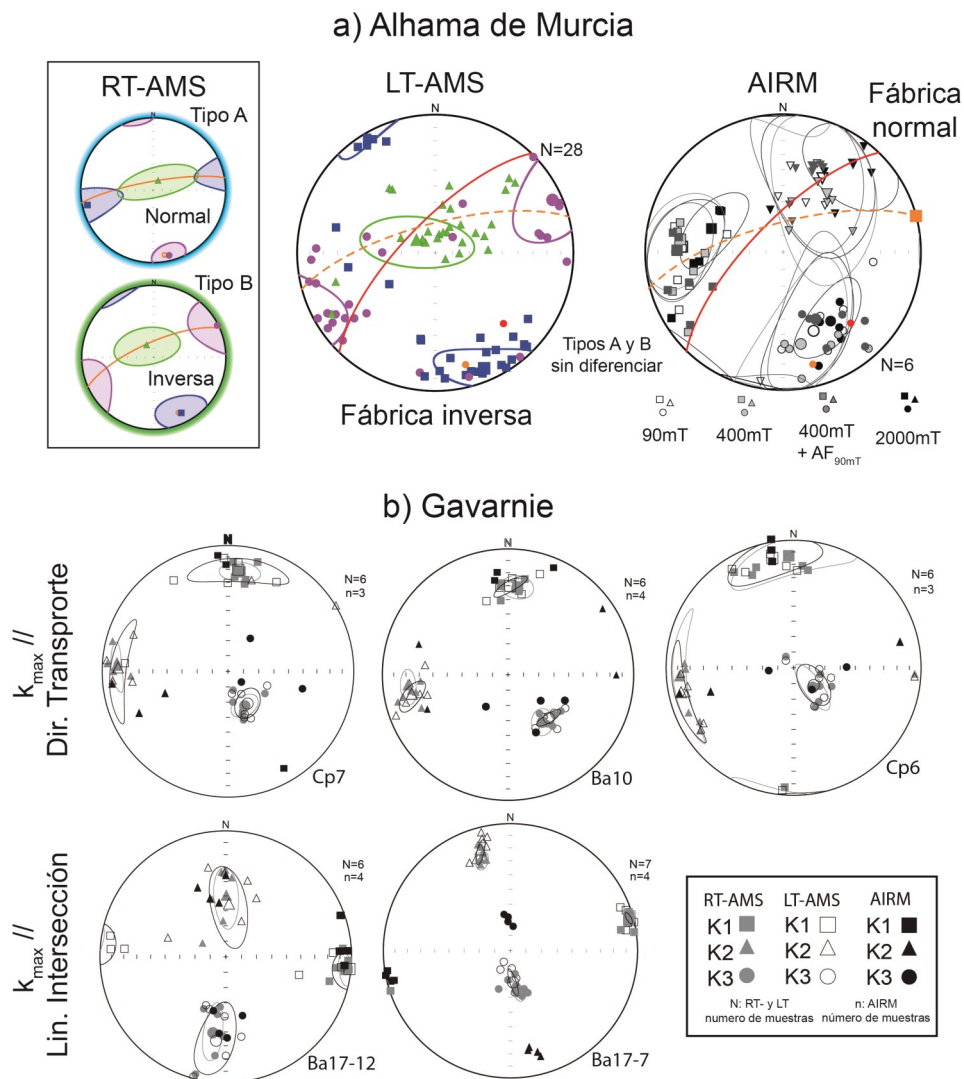 a) Alhama de Murcia
RT-AMS
Tipo A
N
Normal
Tipo B
N
Inversa
LT-AMS
N
N=28
Tipos A y B
sin diferenciar
Fábrica inversa
AIRM
Fábrica
normal
N
N=6
90mT
400mT
400mT
+ AF90mT
2000mT
b) Gavarnie
kmax //
Dir. Transprorte
N
N=6
n=3
Cp7
N
N=6
n=4
Ba10
N
N=6
n=3
Cp6
kmax //
Lin. Intersección
N
N=6
n=4
Ba17-12
N
N=7
n=4
Ba17-7
RT-AMS LT-AMS AIRM
K1 K1 K1
K2 K2 K2
K3 K3 K3
N: RT- y LT n: AIRM
numero de muestras número de muestras